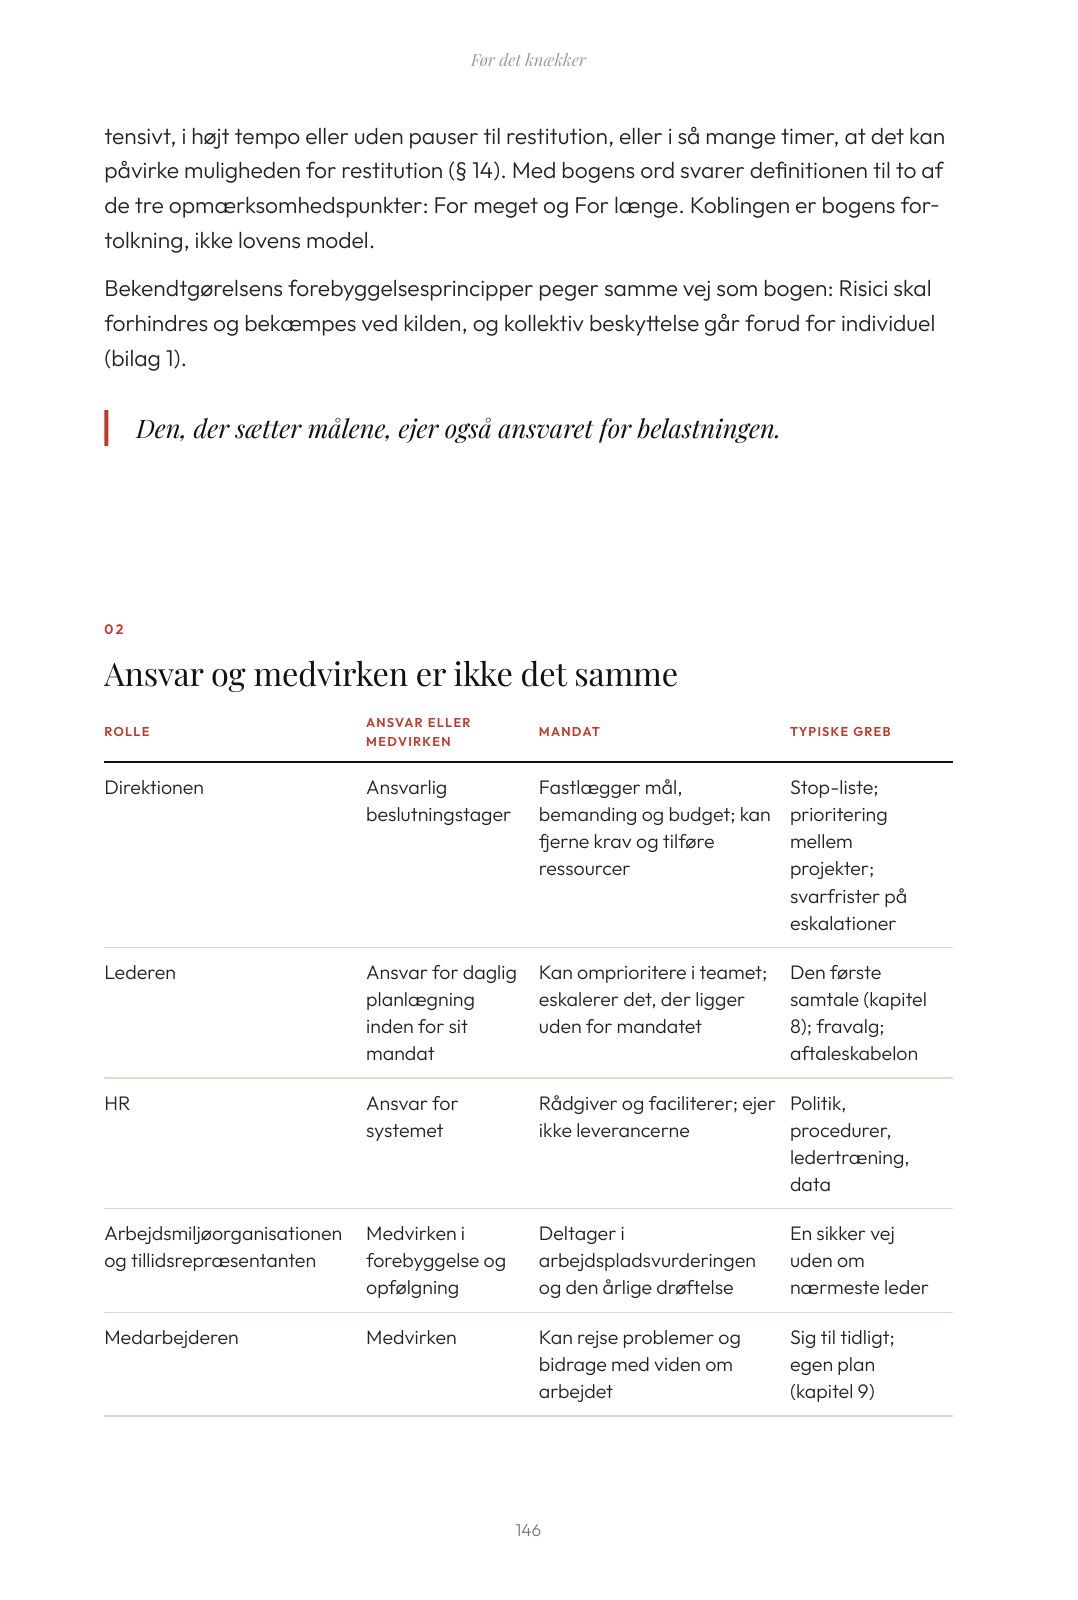 Før det knækker
tensivt, i højt tempo eller uden pauser til restitution, eller i så mange timer, at det kan
påvirke muligheden for restitution (§ 14). Med bogens ord svarer definitionen til to af
de tre opmærksomhedspunkter: For meget og For længe. Koblingen er bogens for-
tolkning, ikke lovens model.
Bekendtgørelsens forebyggelsesprincipper peger samme vej som bogen: Risici skal
forhindres og bekæmpes ved kilden, og kollektiv beskyttelse går forud for individuel
(bilag 1).
Den, der sætter målene, ejer også ansvaret for belastningen.
02
Ansvar og medvirken er ikke det samme
ROLLE
ANSVAR ELLER
MEDVIRKEN
MANDAT
TYPISKE GREB
Direktionen
Ansvarlig
beslutningstager
Fastlægger mål,
bemanding og budget; kan
fjerne krav og tilføre
ressourcer
Stop-liste;
prioritering
mellem
projekter;
svarfrister på
eskalationer
Lederen
Ansvar for daglig
planlægning
inden for sit
mandat
Kan omprioritere i teamet;
eskalerer det, der ligger
uden for mandatet
Den første
samtale (kapitel
8); fravalg;
aftaleskabelon
HR
Ansvar for
systemet
Rådgiver og faciliterer; ejer
ikke leverancerne
Politik,
procedurer,
ledertræning,
data
Arbejdsmiljøorganisationen
og tillidsrepræsentanten
Medvirken i
forebyggelse og
opfølgning
Deltager i
arbejdspladsvurderingen
og den årlige drøftelse
En sikker vej
uden om
nærmeste leder
Medarbejderen
Medvirken
Kan rejse problemer og
bidrage med viden om
arbejdet
Sig til tidligt;
egen plan
(kapitel 9)
146